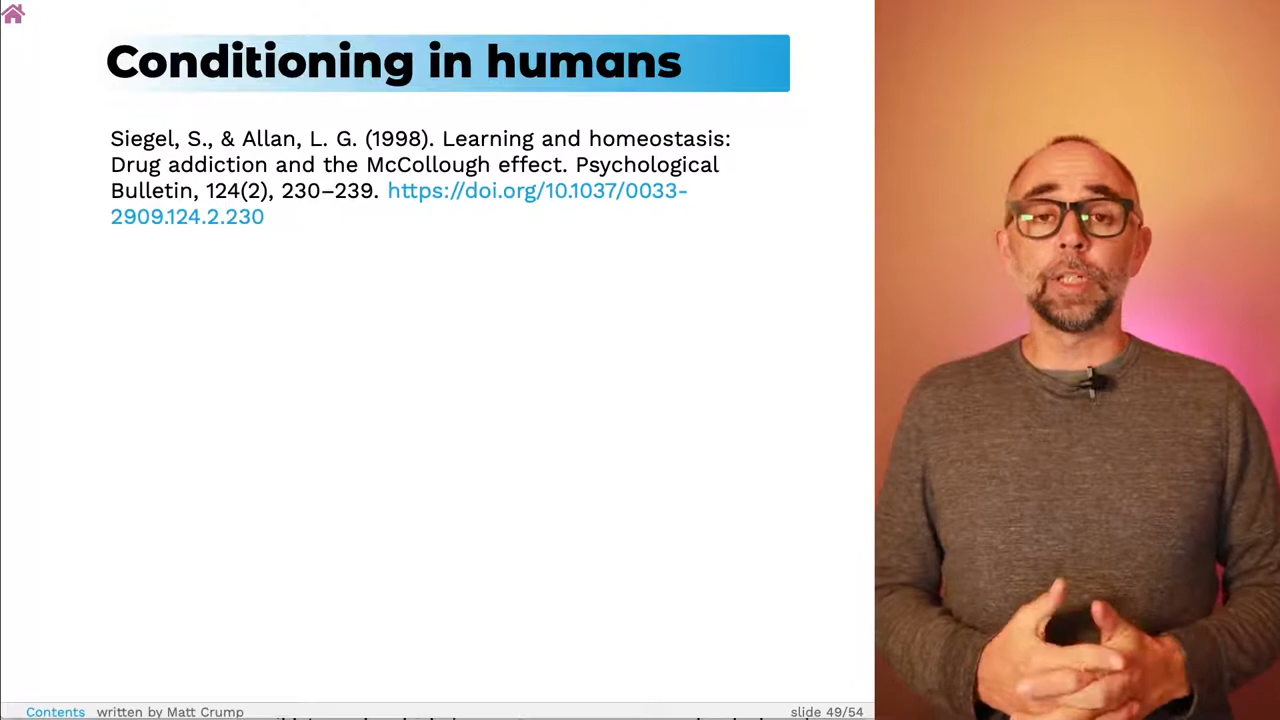 Conditioning in humans
Siegel, S., & Allan, L. G. (1998). Learning and homeostasis:
Drug addiction and the McCollough effect. Psychological
Bulletin, 124(2), 230–239. https://doi.org/10.1037/0033-
2909.124.2.230
Contents written by Matt Crump slide 49/54